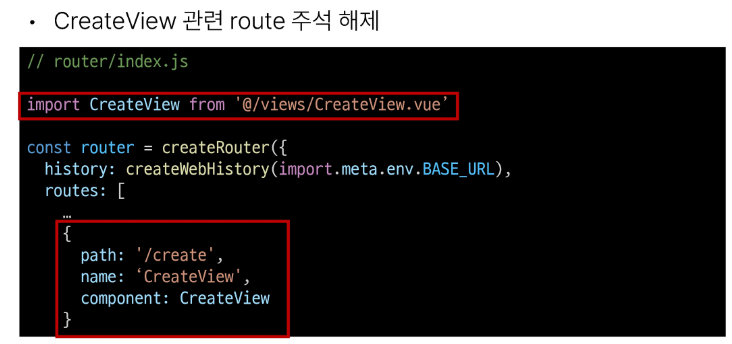 • CreateView 관련 route 주석 해제
// router/index.js
import CreateView from '@/views/CreateView.vue’
const router = createRouter({
history: createWebHistory(import.meta.env.BASE_URL),
routes: [
…
{
path: '/create',
name: ‘CreateView',
component: CreateView
}